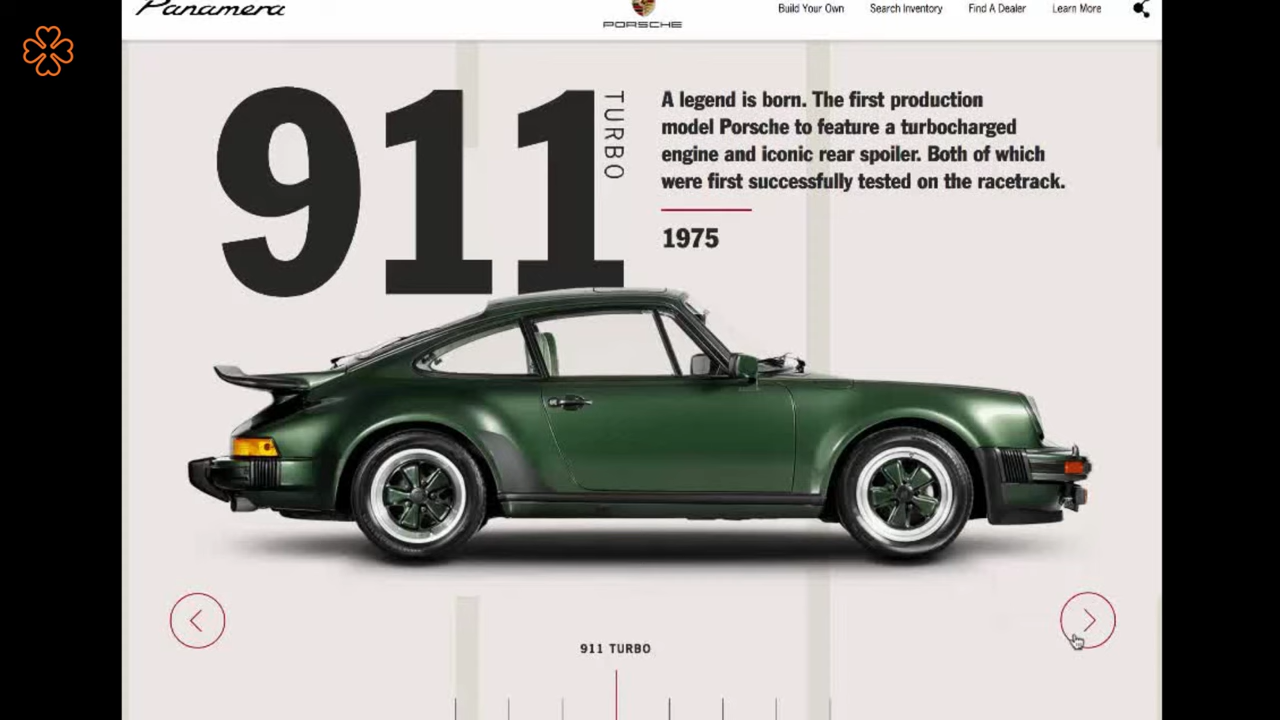 Panamera
PORSCHE
Build Your Own
Search Inventory
Find A Dealer
Learn More
911
TURBO
A legend is born. The first production
model Porsche to feature a turbocharged
engine and iconic rear spoiler. Both of which
were first successfully tested on the racetrack.
1975
911 TURBO